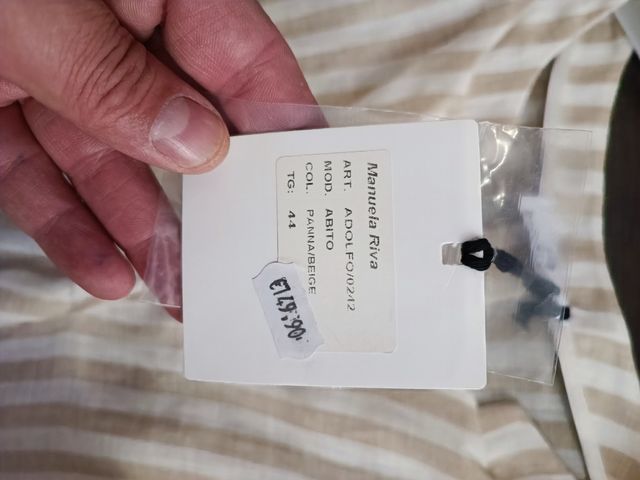 Manuela Riva
ART. ADOLFO/0242
MOD. ABITO
COL. PANNA/BEIGE
TG: 44
€149,90